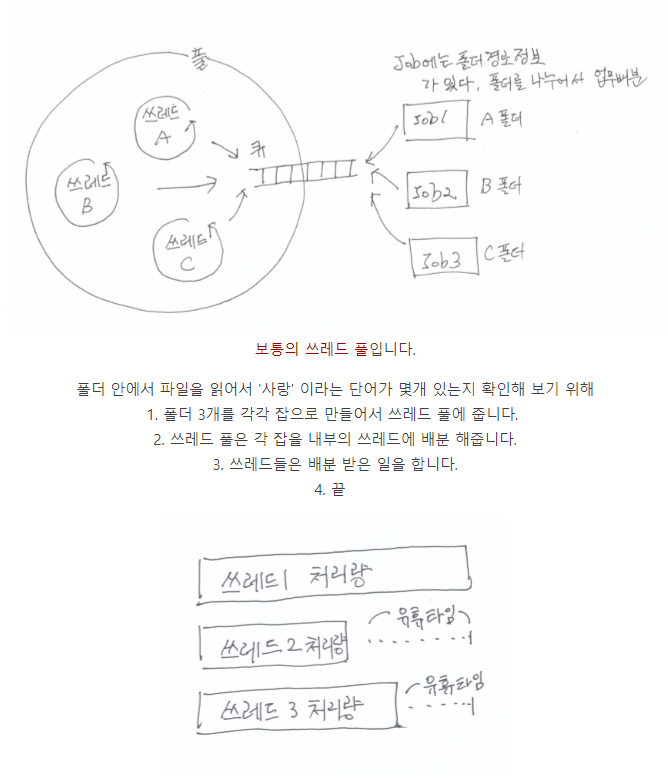 풀
Job에는 폴더경로정보
가 있다, 폴더를 나누어서 업무배분
쓰레드
A
쓰레드
B
쓰레드
C
큐
Job1 A 폴더
Job2 B 폴더
Job3 C 폴더
보통의 쓰레드 풀입니다.
폴더 안에서 파일을 읽어서 '사랑' 이라는 단어가 몇개 있는지 확인해 보기 위해
1. 폴더 3개를 각각 잡으로 만들어서 쓰레드 풀에 줍니다.
2. 쓰레드 풀은 각 잡을 내부의 쓰레드에 배분 해줍니다.
3. 쓰레드들은 배분 받은 일을 합니다.
4. 끝
쓰레드1 처리량
쓰레드2 처리량 유휴타임
쓰레드 3 처리량 유휴타임